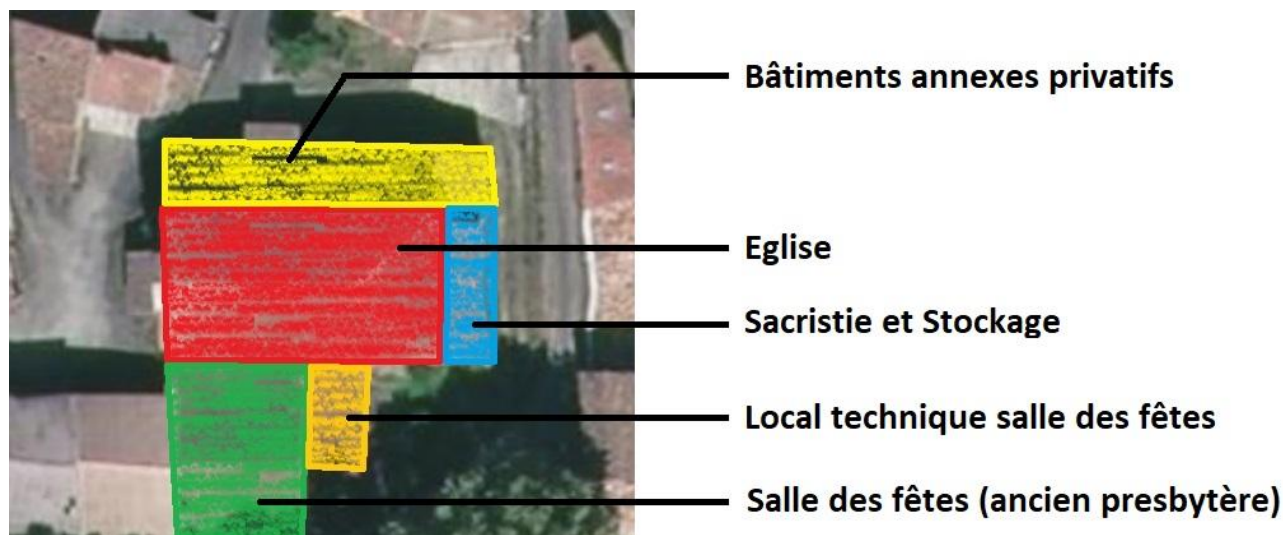 Bâtiments annexes privatifs
Eglise
Sacristie et Stockage
Local technique salle des fêtes
Salle des fêtes (ancien presbytère)